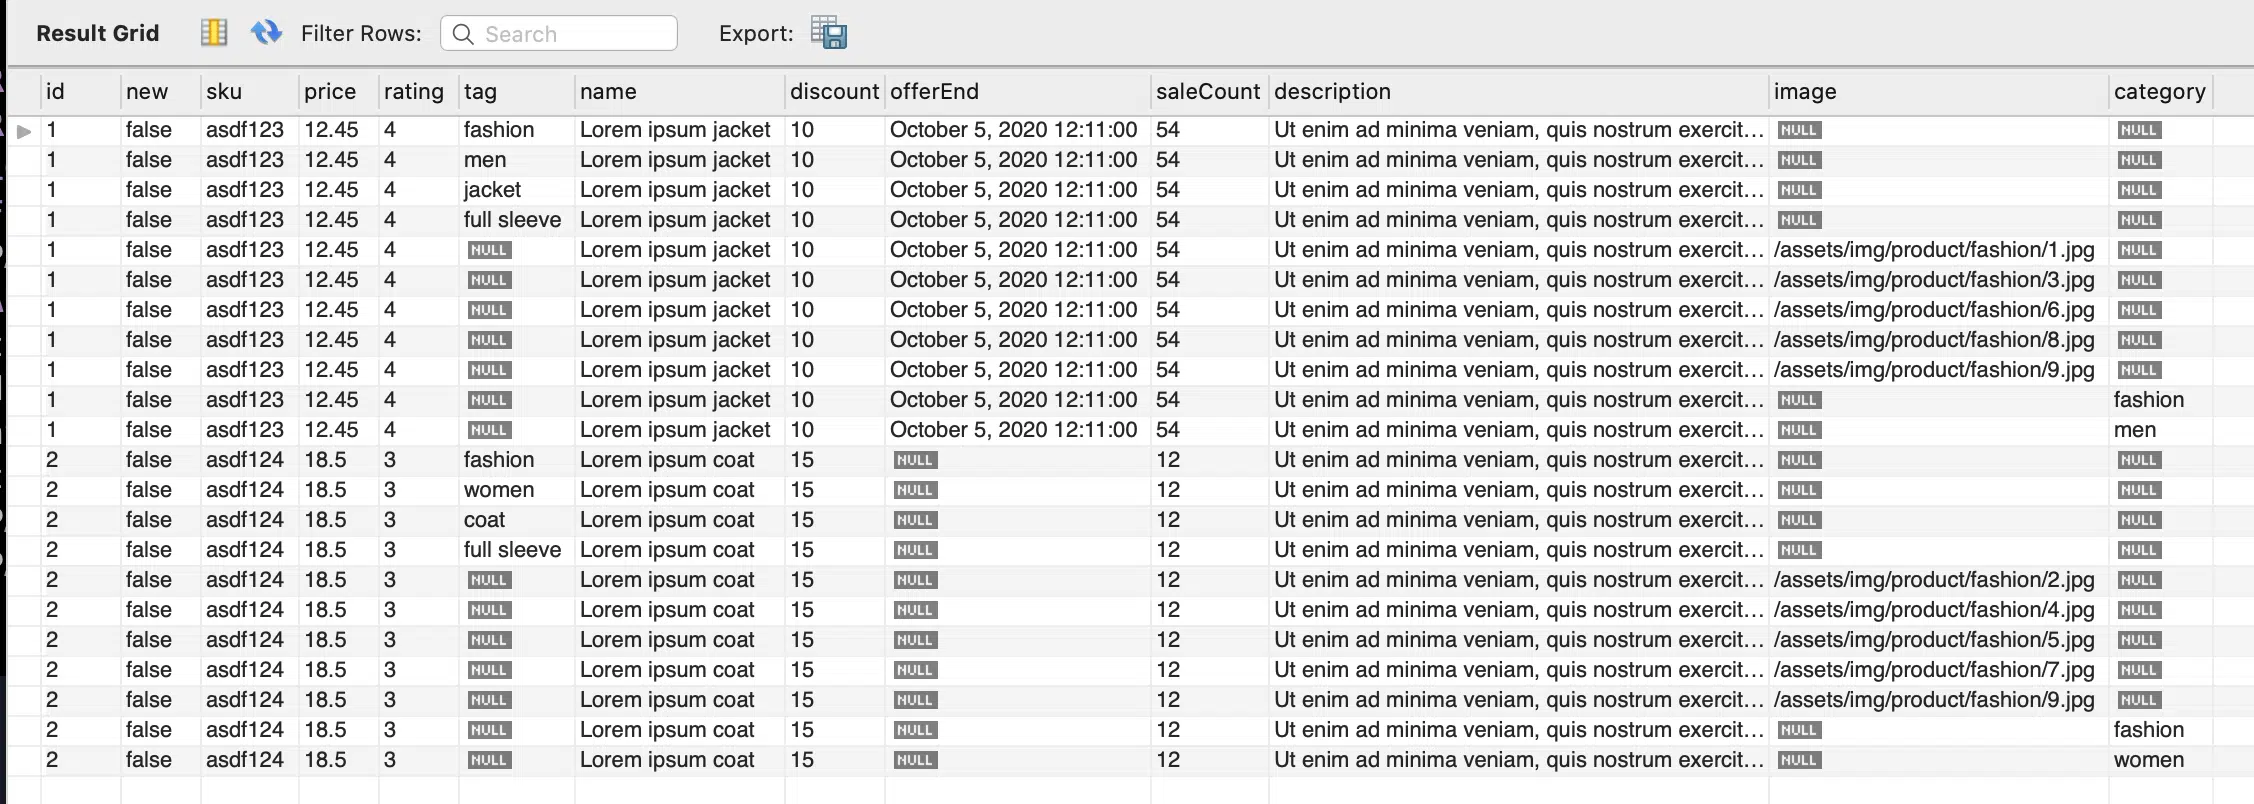 Result Grid Filter Rows: Search Export:
id new sku price rating tag name discount offerEnd saleCount description image category
1 false asdf123 12.45 4 fashion Lorem ipsum jacket 10 October 5, 2020 12:11:00 54 Ut enim ad minima veniam, quis nostrum exercit... NULL NULL
1 false asdf123 12.45 4 men Lorem ipsum jacket 10 October 5, 2020 12:11:00 54 Ut enim ad minima veniam, quis nostrum exercit... NULL NULL
1 false asdf123 12.45 4 jacket Lorem ipsum jacket 10 October 5, 2020 12:11:00 54 Ut enim ad minima veniam, quis nostrum exercit... NULL NULL
1 false asdf123 12.45 4 full sleeve Lorem ipsum jacket 10 October 5, 2020 12:11:00 54 Ut enim ad minima veniam, quis nostrum exercit... NULL NULL
1 false asdf123 12.45 4 NULL Lorem ipsum jacket 10 October 5, 2020 12:11:00 54 Ut enim ad minima veniam, quis nostrum exercit... /assets/img/product/fashion/1.jpg NULL
1 false asdf123 12.45 4 NULL Lorem ipsum jacket 10 October 5, 2020 12:11:00 54 Ut enim ad minima veniam, quis nostrum exercit... /assets/img/product/fashion/3.jpg NULL
1 false asdf123 12.45 4 NULL Lorem ipsum jacket 10 October 5, 2020 12:11:00 54 Ut enim ad minima veniam, quis nostrum exercit... /assets/img/product/fashion/6.jpg NULL
1 false asdf123 12.45 4 NULL Lorem ipsum jacket 10 October 5, 2020 12:11:00 54 Ut enim ad minima veniam, quis nostrum exercit... /assets/img/product/fashion/8.jpg NULL
1 false asdf123 12.45 4 NULL Lorem ipsum jacket 10 October 5, 2020 12:11:00 54 Ut enim ad minima veniam, quis nostrum exercit... /assets/img/product/fashion/9.jpg NULL
1 false asdf123 12.45 4 NULL Lorem ipsum jacket 10 October 5, 2020 12:11:00 54 Ut enim ad minima veniam, quis nostrum exercit... NULL fashion
1 false asdf123 12.45 4 NULL Lorem ipsum jacket 10 October 5, 2020 12:11:00 54 Ut enim ad minima veniam, quis nostrum exercit... NULL men
2 false asdf124 18.5 3 fashion Lorem ipsum coat 15 NULL 12 Ut enim ad minima veniam, quis nostrum exercit... NULL NULL
2 false asdf124 18.5 3 women Lorem ipsum coat 15 NULL 12 Ut enim ad minima veniam, quis nostrum exercit... NULL NULL
2 false asdf124 18.5 3 coat Lorem ipsum coat 15 NULL 12 Ut enim ad minima veniam, quis nostrum exercit... NULL NULL
2 false asdf124 18.5 3 full sleeve Lorem ipsum coat 15 NULL 12 Ut enim ad minima veniam, quis nostrum exercit... NULL NULL
2 false asdf124 18.5 3 NULL Lorem ipsum coat 15 NULL 12 Ut enim ad minima veniam, quis nostrum exercit... /assets/img/product/fashion/2.jpg NULL
2 false asdf124 18.5 3 NULL Lorem ipsum coat 15 NULL 12 Ut enim ad minima veniam, quis nostrum exercit... /assets/img/product/fashion/4.jpg NULL
2 false asdf124 18.5 3 NULL Lorem ipsum coat 15 NULL 12 Ut enim ad minima veniam, quis nostrum exercit... /assets/img/product/fashion/5.jpg NULL
2 false asdf124 18.5 3 NULL Lorem ipsum coat 15 NULL 12 Ut enim ad minima veniam, quis nostrum exercit... /assets/img/product/fashion/7.jpg NULL
2 false asdf124 18.5 3 NULL Lorem ipsum coat 15 NULL 12 Ut enim ad minima veniam, quis nostrum exercit... /assets/img/product/fashion/9.jpg NULL
2 false asdf124 18.5 3 NULL Lorem ipsum coat 15 NULL 12 Ut enim ad minima veniam, quis nostrum exercit... NULL fashion
2 false asdf124 18.5 3 NULL Lorem ipsum coat 15 NULL 12 Ut enim ad minima veniam, quis nostrum exercit... NULL women